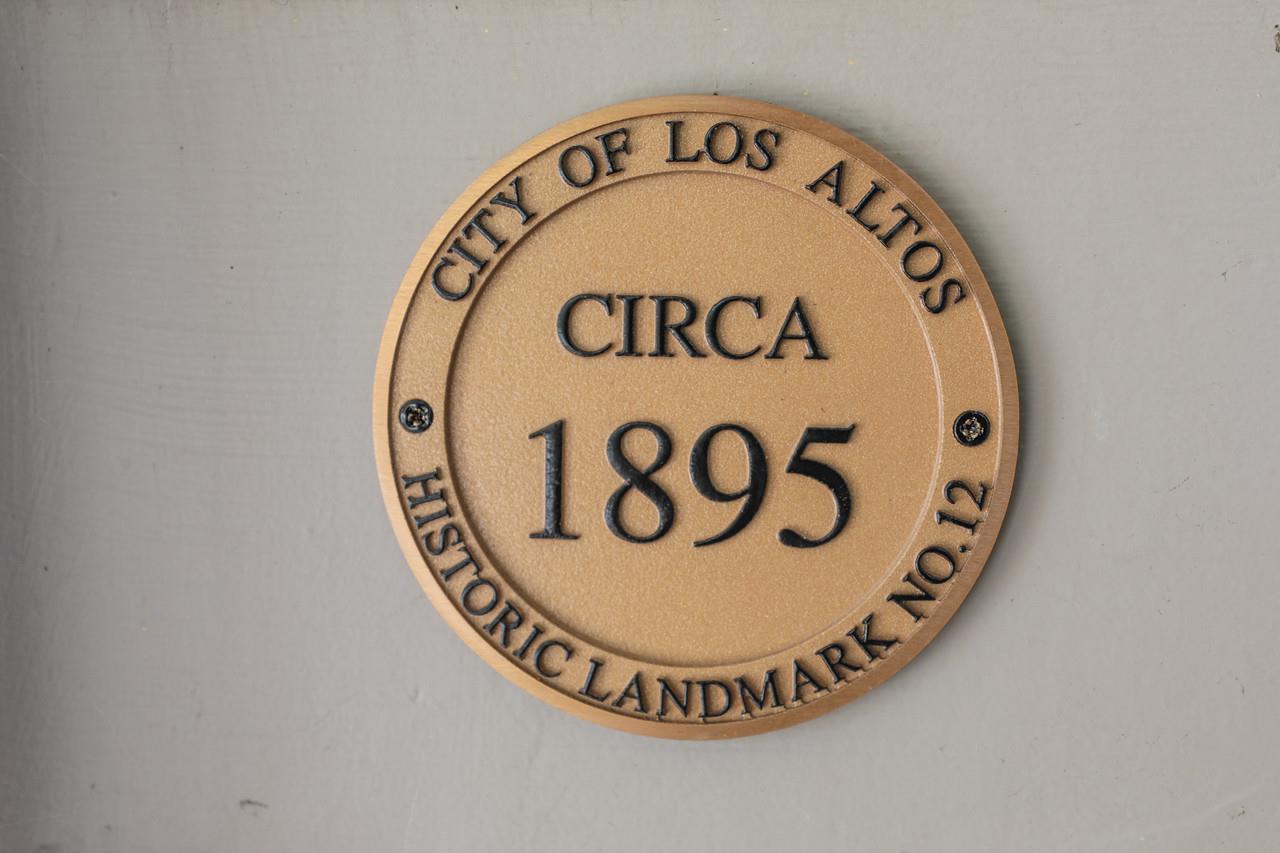 CITY OF LOS ALTOS
CIRCA
1895
HISTORIC LANDMARK NO.12